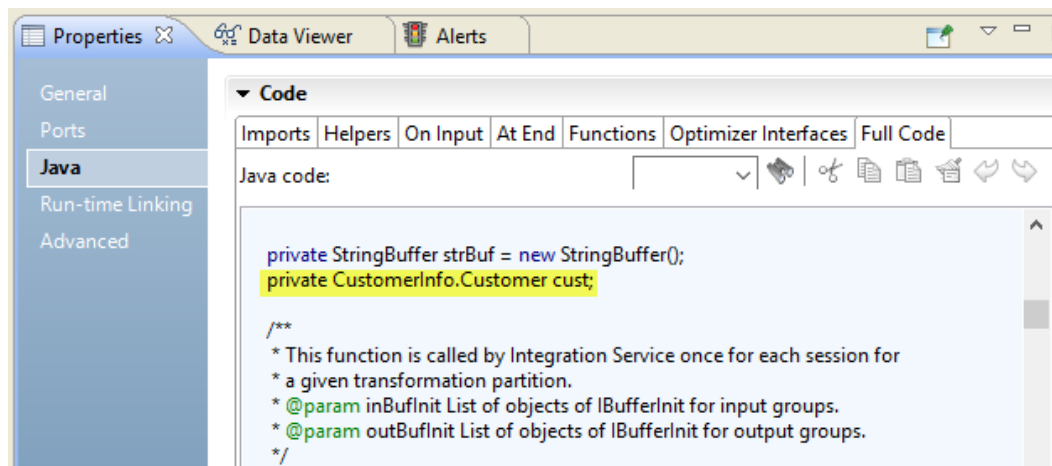 Properties Data Viewer Alerts
General
Ports
Java
Run-time Linking
Advanced
Code
Imports Helpers On Input At End Functions Optimizer Interfaces Full Code
Java code:
private StringBuffer strBuf = new StringBuffer();
private CustomerInfo.Customer cust;
/**
* This function is called by Integration Service once for each session for
* a given transformation partition.
* @param inBufInit List of objects of IBufferInit for input groups.
* @param outBufInit List of objects of IBufferInit for output groups.
*/